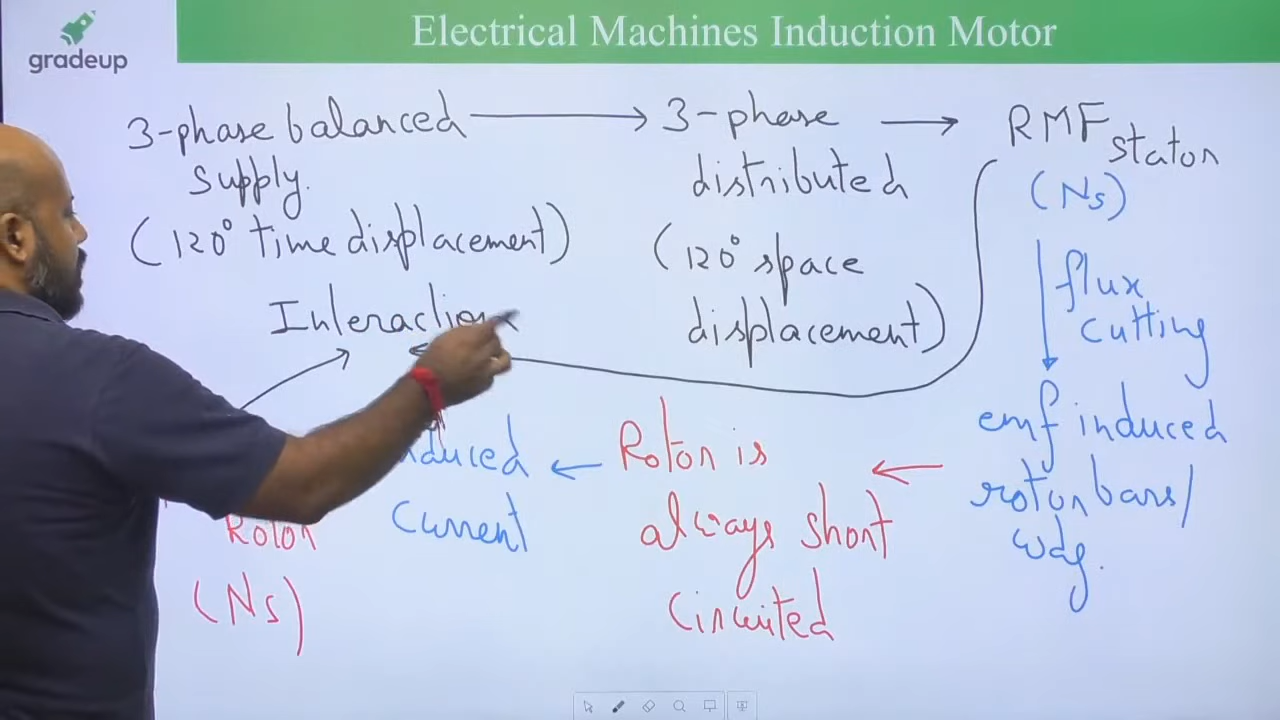 gradeup
Electrical Machines Induction Motor
3-phase balanced
supply.
(120° time displacement)
3-phase
distributed
(120° space
displacement)
RMF stator
(Ns)
flux
cutting
emf induced
rotor bars/
wdg.
Rotor is
always short
circuited
current
Interaction
Rotor
(Ns)